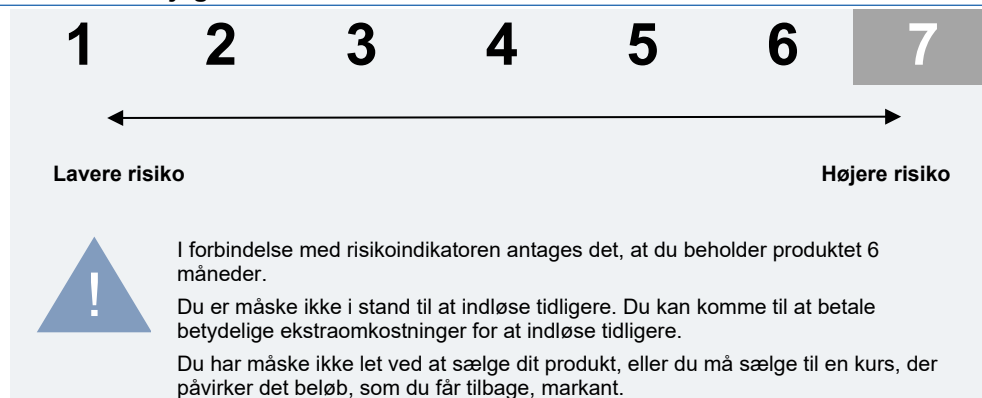 1 2 3 4 5 6 7
Lavere risiko Højere risiko
!
I forbindelse med risikoindikatoren antages det, at du beholder produktet 6
måneder.
Du er måske ikke i stand til at indløse tidligere. Du kan komme til at betale
betydelige ekstraomkostninger for at indløse tidligere.
Du har måske ikke let ved at sælge dit produkt, eller du må sælge til en kurs, der
påvirker det beløb, som du får tilbage, markant.